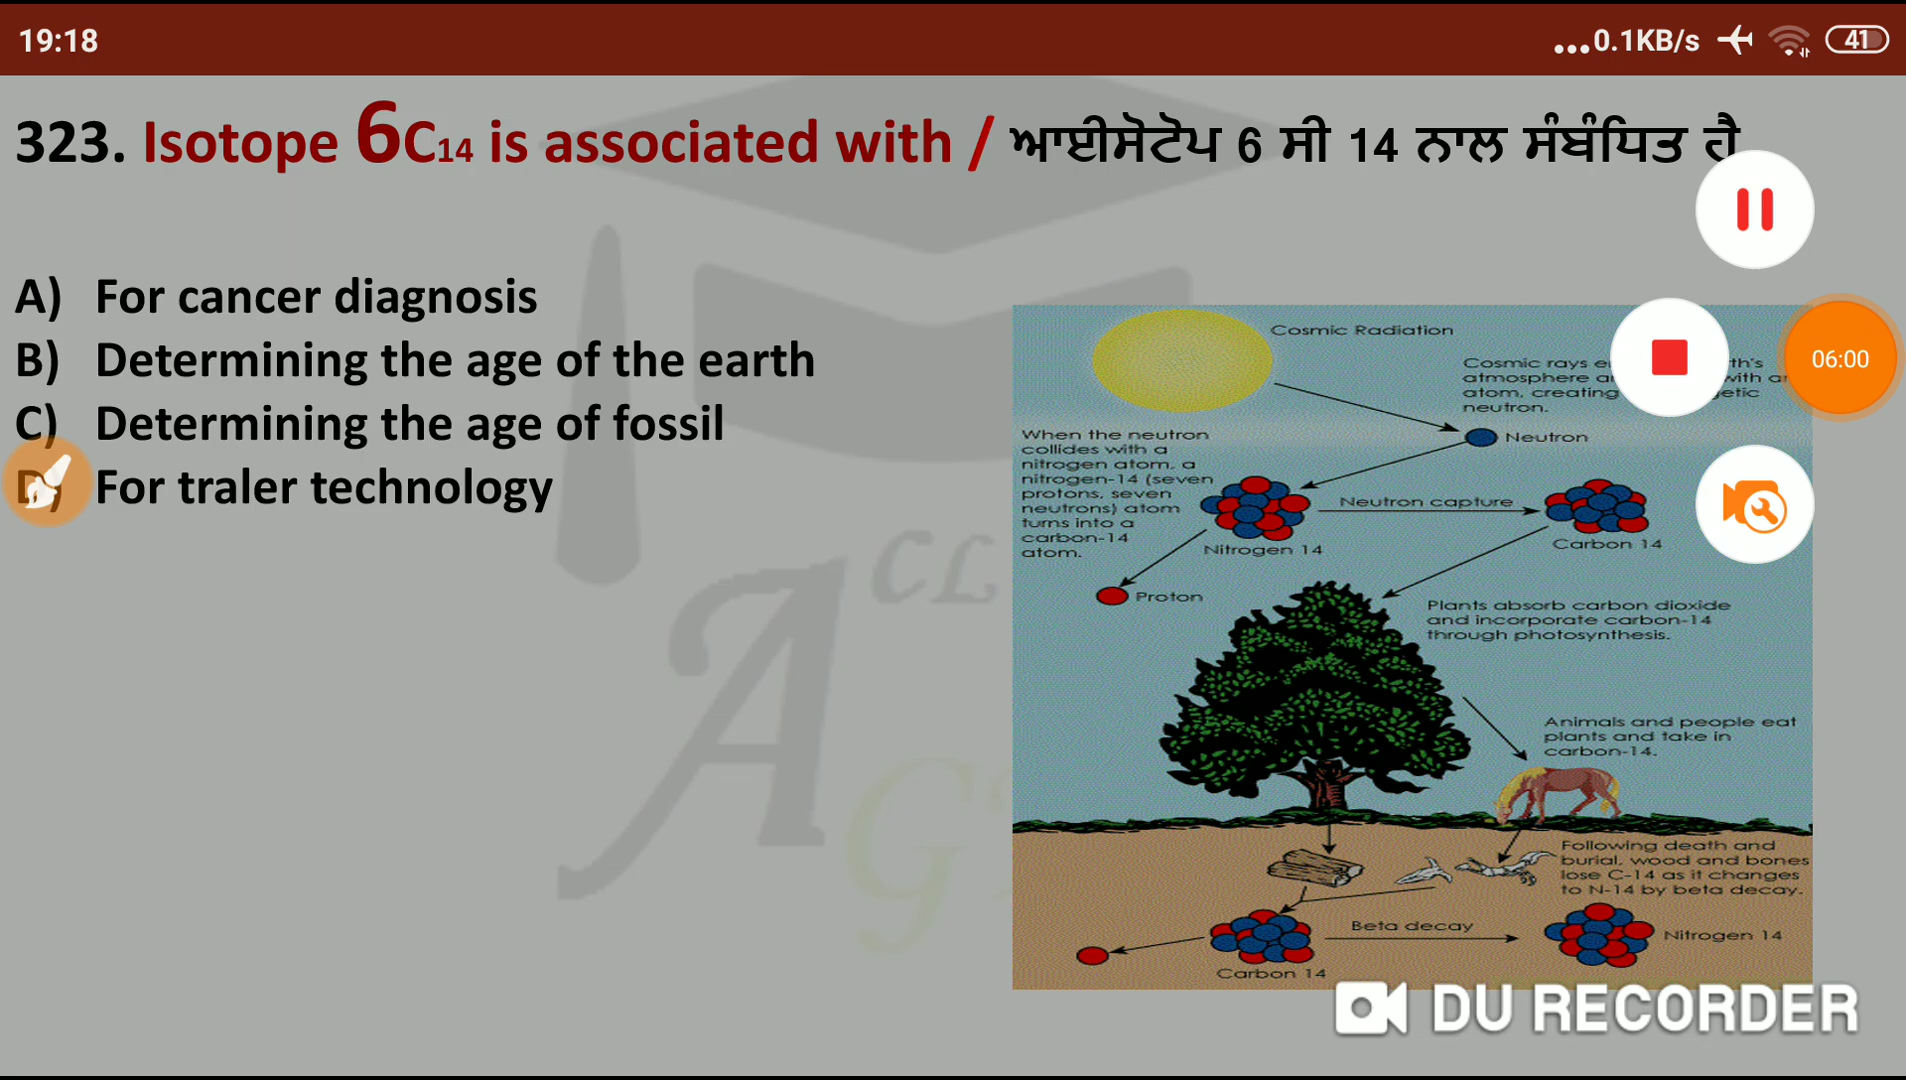 19:18
...0.1KB/s
41
323. Isotope 6C14 is associated with / ਆਈਸੋਟੋਪ 6 ਸੀ 14 ਨਾਲ ਸੰਬੰਧਿਤ ਹੈ
A) For cancer diagnosis
B) Determining the age of the earth
C) Determining the age of fossil
D) For traler technology
06:00
Cosmic Radiation
Cosmic rays
atmosphere with
atom, creating
neutron.
Neutron
When the neutron
collides with a
nitrogen atom, a
nitrogen-14 (seven
protons, seven
neutrons) atom
turns into a
carbon-14
atom.
Neutron capture
Nitrogen 14
Carbon 14
Proton
Plants absorb carbon dioxide
and incorporate carbon-14
through photosynthesis.
Animals and people eat
plants and take in
carbon-14.
Following death and
burial, wood and bones
lose C-14 as it changes
to N-14 by beta decay.
Beta decay
Nitrogen 14
Carbon 14
A CL
G
DU RECORDER